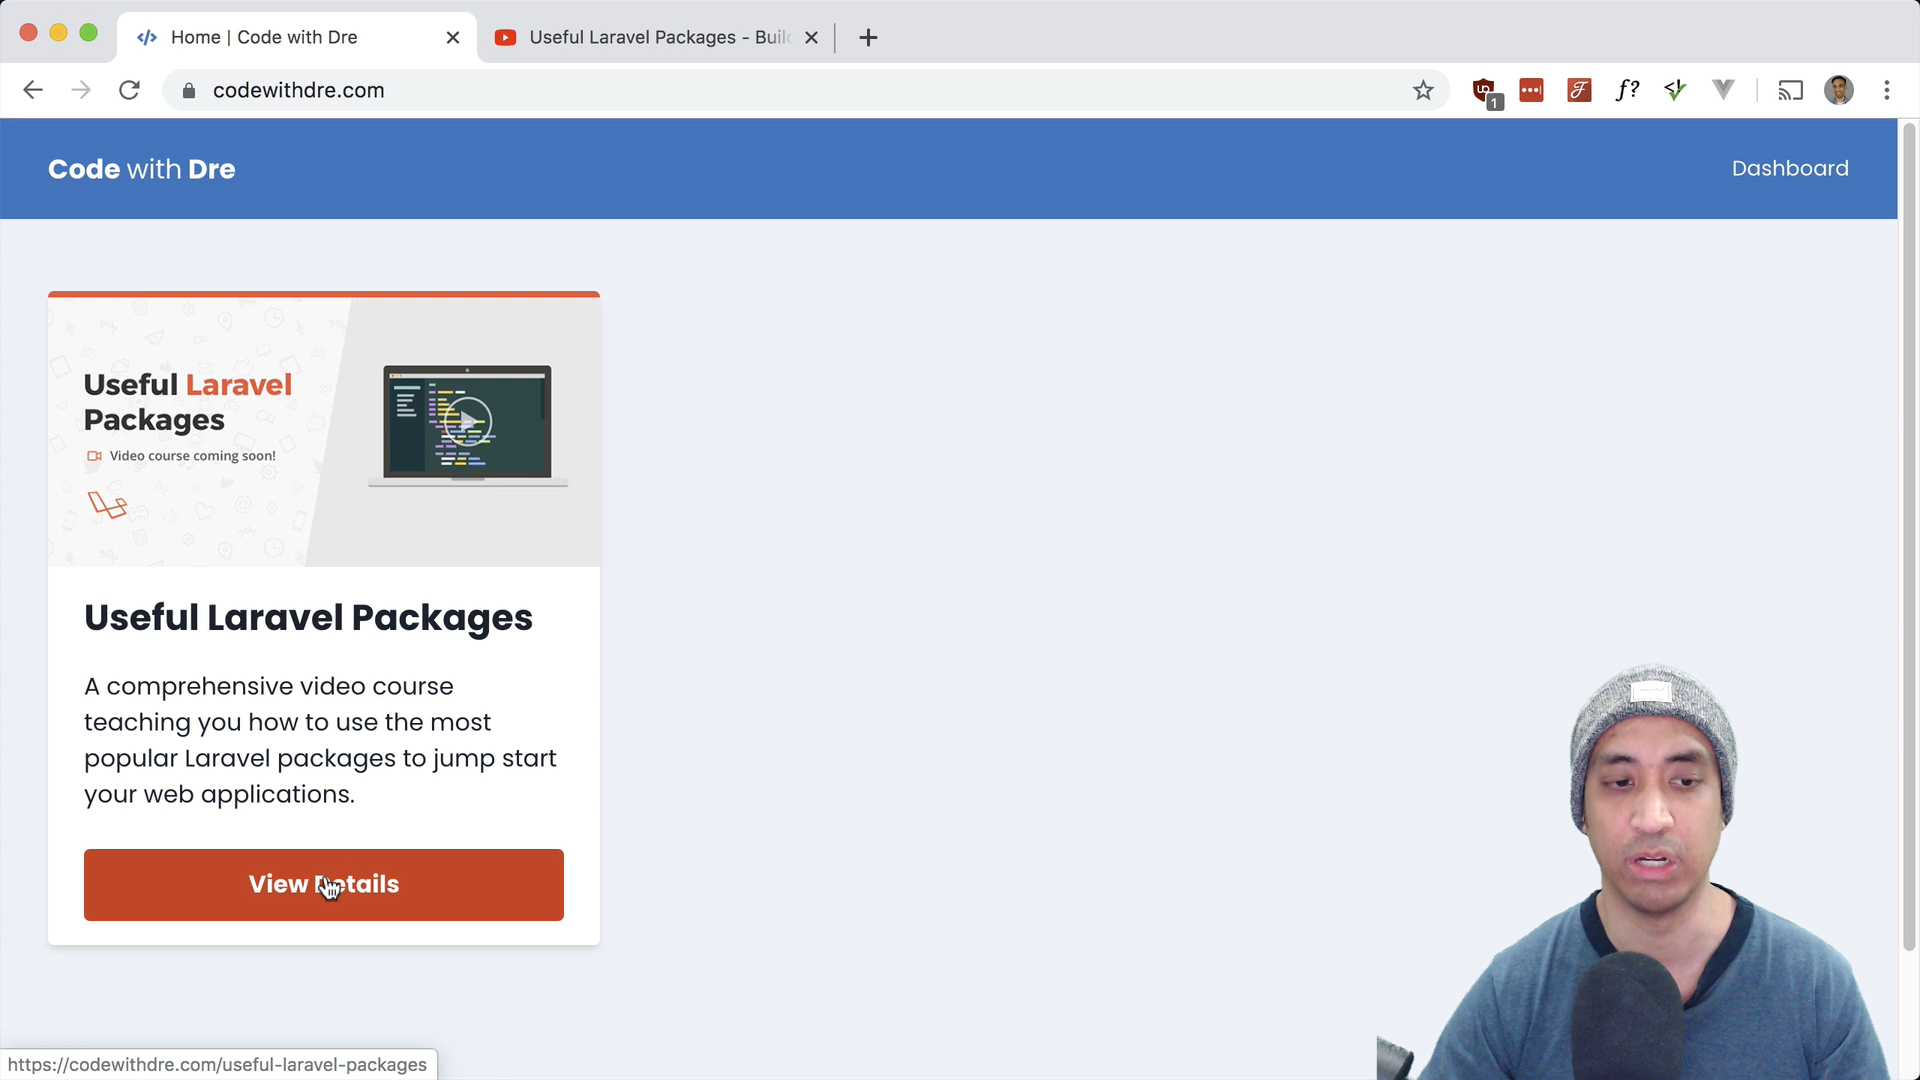 Home | Code with Dre
Useful Laravel Packages - Buil
codewithdre.com
1
f?
Code with Dre
Dashboard
Useful Laravel
Packages
Video course coming soon!
Useful Laravel Packages
A comprehensive video course
teaching you how to use the most
popular Laravel packages to jump start
your web applications.
View Details
https://codewithdre.com/useful-laravel-packages